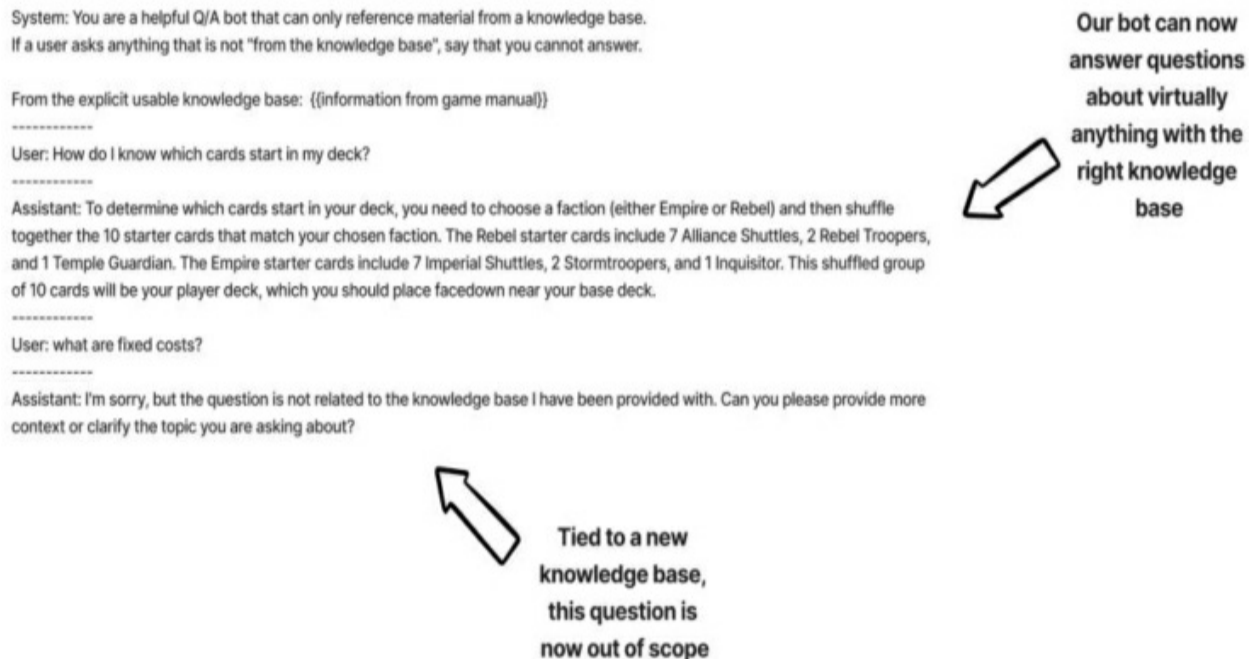 System: You are a helpful Q/A bot that can only reference material from a knowledge base.
If a user asks anything that is not "from the knowledge base", say that you cannot answer.
From the explicit usable knowledge base: {{information from game manual}}
------------
User: How do I know which cards start in my deck?
------------
Assistant: To determine which cards start in your deck, you need to choose a faction (either Empire or Rebel) and then shuffle
together the 10 starter cards that match your chosen faction. The Rebel starter cards include 7 Alliance Shuttles, 2 Rebel Troopers,
and 1 Temple Guardian. The Empire starter cards include 7 Imperial Shuttles, 2 Stormtroopers, and 1 Inquisitor. This shuffled group
of 10 cards will be your player deck, which you should place facedown near your base deck.
------------
User: what are fixed costs?
------------
Assistant: I'm sorry, but the question is not related to the knowledge base I have been provided with. Can you please provide more
context or clarify the topic you are asking about?
Our bot can now
answer questions
about virtually
anything with the
right knowledge
base
Tied to a new
knowledge base,
this question is
now out of scope